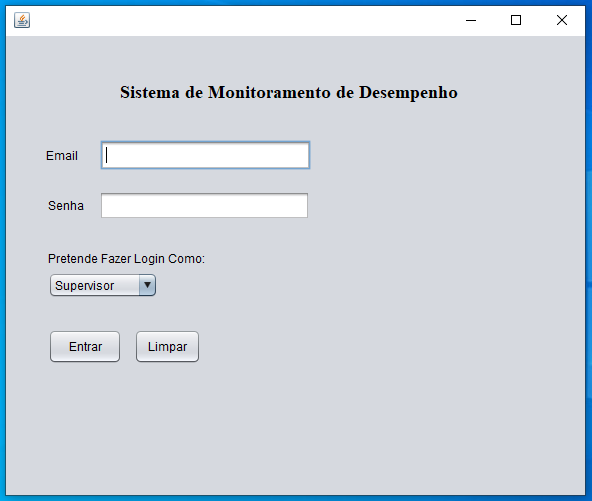 Sistema de Monitoramento de Desempenho
Email
Senha
Pretende Fazer Login Como:
Supervisor
Entrar Limpar